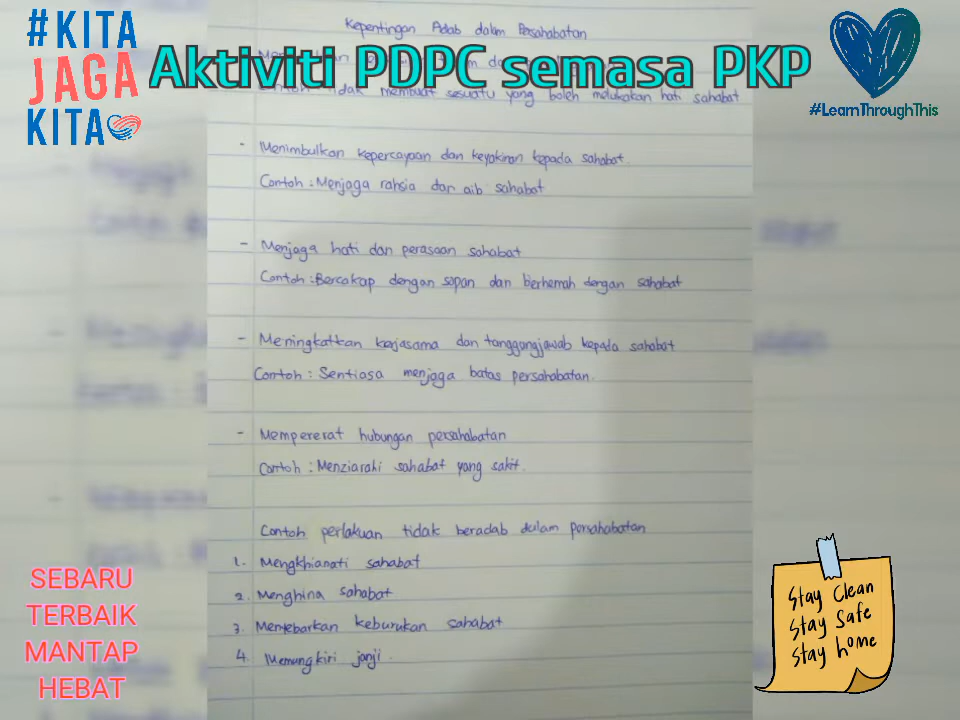 #KITA
JAGA
KITA
Aktiviti PDPC semasa PKP
#LearnThroughThis
Kepentingan Adab dalam Persahabatan
tidak membuat sesuatu yang boleh melukakan hati sahabat
- Menimbulkan kepercayaan dan keyakinan kepada sahabat.
Contoh : Menjaga rahsia dan aib sahabat
- Menjaga hati dan perasaan sahabat
Contoh : Bercakap dengan sopan dan berhemah dengan sahabat
- Meningkatkan kerjasama dan tanggungjawab kepada sahabat
Contoh : Sentiasa menjaga batas persahabatan.
- Mempererat hubungan persahabatan
Contoh : Menziarahi sahabat yang sakit.
Contoh perlakuan tidak beradab dalam persahabatan
1. Mengkhianati sahabat
2. Menghina sahabat
3. Menyebarkan keburukan sahabat
4. Memungkiri janji.
SEBARU
TERBAIK
MANTAP
HEBAT
Stay Clean
Stay Safe
Stay home